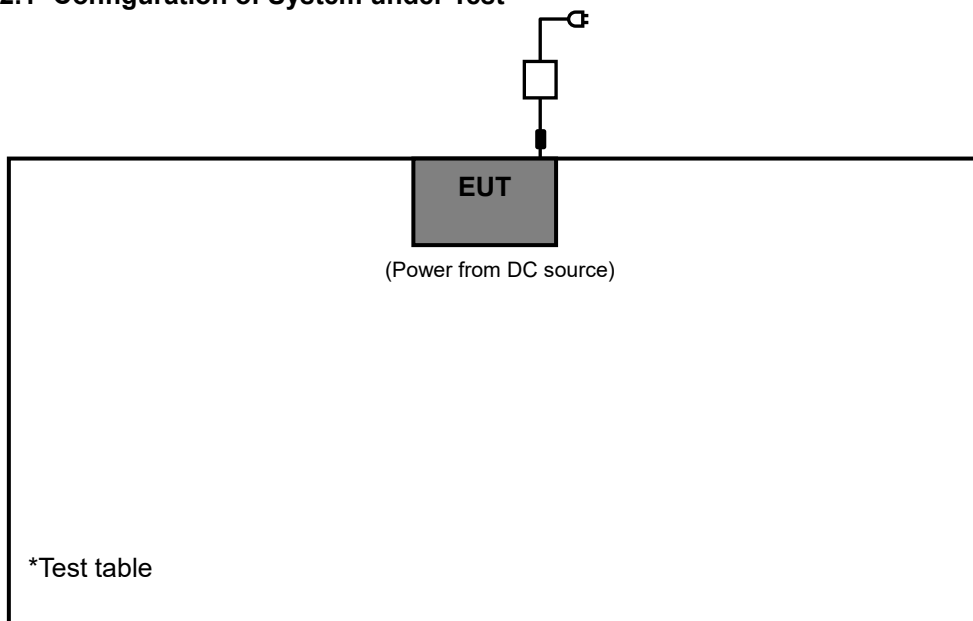 2.1 Configuration of System under Test
EUT
(Power from DC source)
*Test table